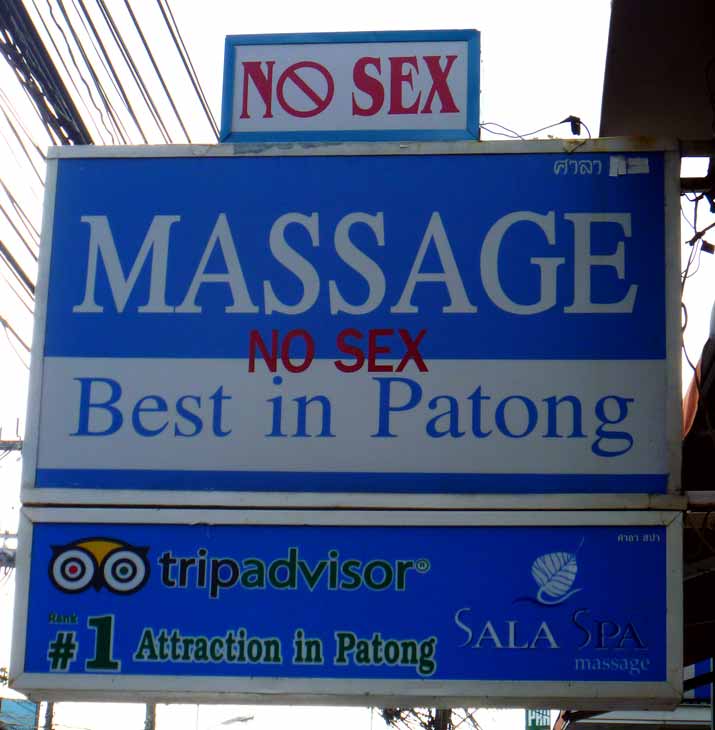 NO SEX
ศาลา
MASSAGE
NO SEX
Best in Patong
tripadvisor®
Rank
#1 Attraction in Patong
ศาลา สปา
SALA SPA
massage